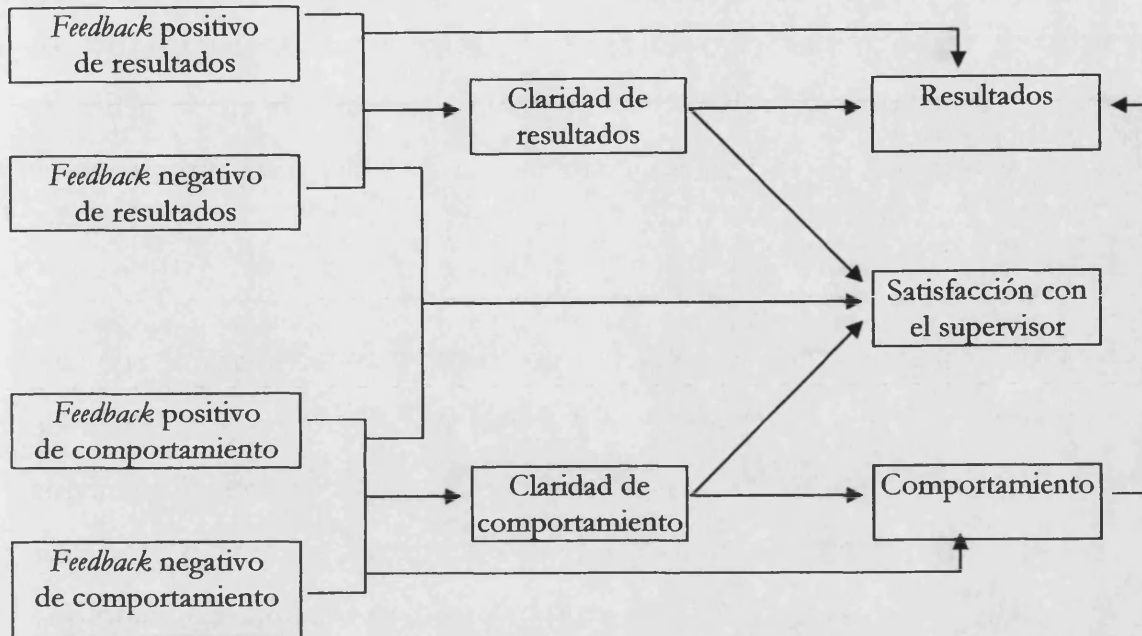 Feedback positivo
de resultados
Claridad de
resultados
Resultados
Feedback negativo
de resultados
Satisfacción con
el supervisor
Feedback positivo
de comportamiento
Claridad de
comportamiento
Comportamiento
Feedback negativo
de comportamiento